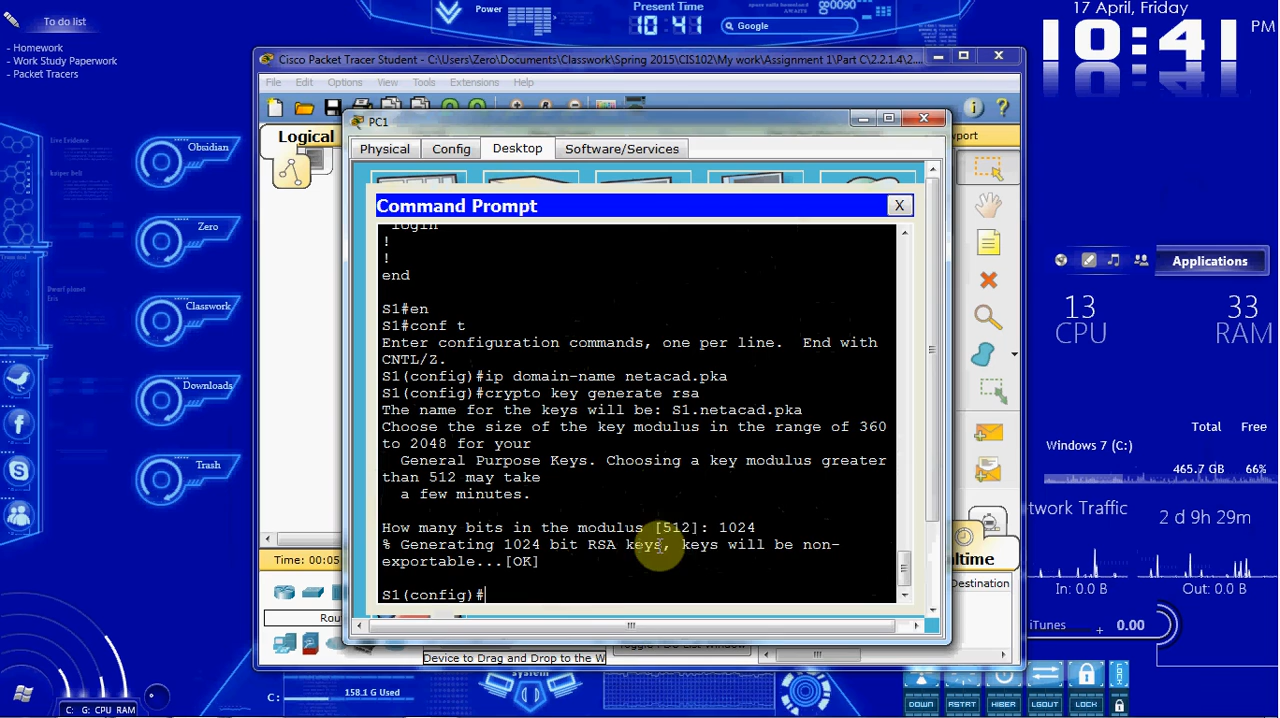 To do list
- Homework
- Work Study Paperwork
- Packet Tracers
Power
Present Time
10:41
Google
17 April, Friday
10:41
PM
Cisco Packet Tracer Student - C:\Users\Zero\Documents\Classwork\Spring 2015\CIS102\My work\Assignment 1\Part C\2.2.1.4\2....
File Edit Options View Tools Extensions Help
Logical
PC1
Physical Config Desktop Software/Services
Command Prompt
X
login
!
!
end
S1#en
S1#conf t
Enter configuration commands, one per line. End with
CNTL/Z.
S1(config)#ip domain-name netacad.pka
S1(config)#crypto key generate rsa
The name for the keys will be: S1.netacad.pka
Choose the size of the key modulus in the range of 360
to 2048 for your
General Purpose Keys. Choosing a key modulus greater
than 512 may take
a few minutes.
How many bits in the modulus [512]: 1024
% Generating 1024 bit RSA keys, keys will be non-
exportable...[OK]
S1(config)#
Time: 00:05
Device to Drag and Drop to the W
Destination
Obsidian
Zero
Classwork
Downloads
Trash
Applications
13
CPU
33
RAM
Total Free
Windows 7 (C:)
465.7 GB 66%
twork Traffic
2 d 9h 29m
In: 0.0 B Out: 0.0 B
iTunes
+ 0.00
system
C: 158.1 G Used
C: G: CPU RAM
DOWN RSTRT HIBER LGOUT LOCK